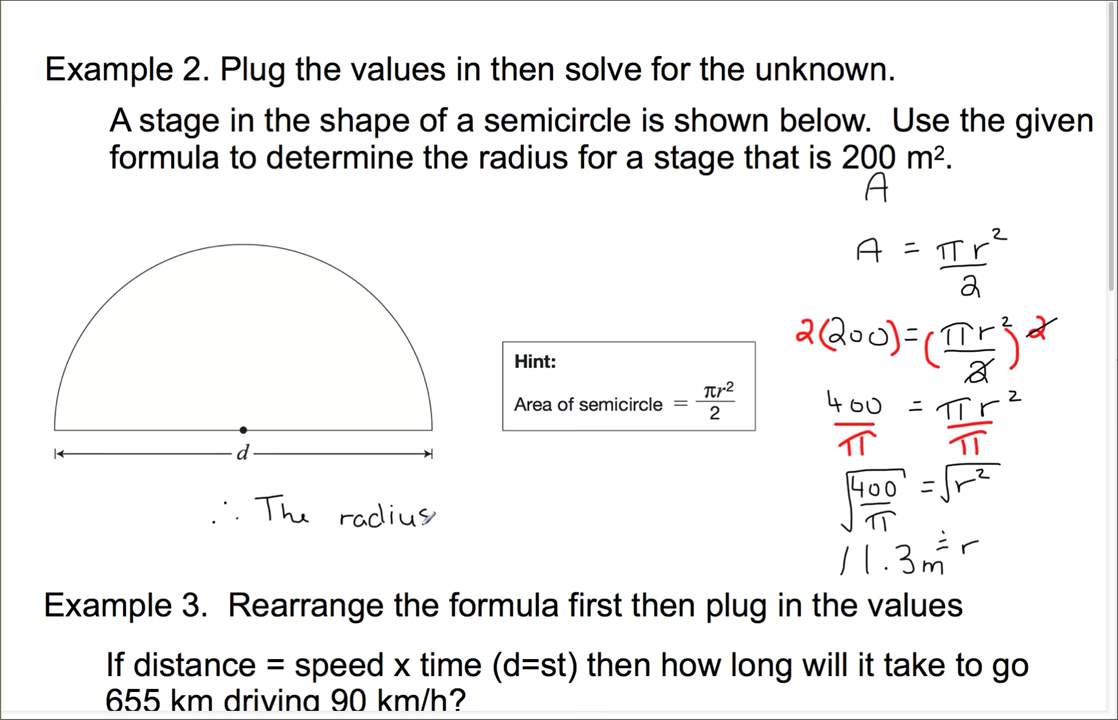 Example 2. Plug the values in then solve for the unknown.
A stage in the shape of a semicircle is shown below. Use the given
formula to determine the radius for a stage that is 200 m².
A
A = πr²/2
2(200) = (πr²/2) 2
400/π = πr²/π
√(400/π) = √r²
11.3m ≐ r
Hint:
Area of semicircle = πr²/2
d
∴ The radius
Example 3. Rearrange the formula first then plug in the values
If distance = speed x time (d=st) then how long will it take to go
655 km driving 90 km/h?